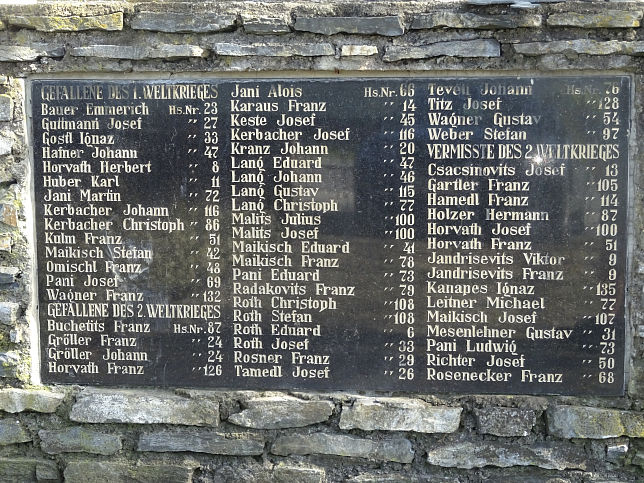 GEFALLENE DES 1. WELTKRIEGES
Bauer Emmerich Hs.Nr. 23
Guttmann Josef " 27
Gostl Ignaz " 33
Hafner Johann " 47
Horvath Herbert " 8
Huber Karl " 11
Jani Martin " 72
Kerbacher Johann " 116
Kerbacher Christoph " 86
Kulm Franz " 51
Maikisch Stefan " 42
Omischl Franz " 48
Pani Josef " 69
Wagner Franz " 132
GEFALLENE DES 2. WELTKRIEGES
Buchetits Franz Hs.Nr. 87
Gröller Franz " 24
Gröller Johann " 24
Horvath Franz " 126
Jani Alois Hs.Nr. 66
Karaus Franz " 14
Keste Josef " 45
Kerbacher Josef " 116
Kranz Johann " 20
Lang Eduard " 47
Lang Johann " 46
Lang Gustav " 115
Lang Christoph " 77
Malits Julius " 100
Malits Josef " 100
Maikisch Eduard " 41
Maikisch Franz " 78
Pani Eduard " 73
Radakovits Franz " 79
Roth Christoph " 108
Roth Stefan " 108
Roth Eduard " 6
Roth Josef " 33
Rosner Franz " 29
Tamedl Josef " 26
Teveli Johann Hs.Nr. 76
Titz Josef " 128
Wagner Gustav " 54
Weber Stefan " 97
VERMISSTE DES 2. WELTKRIEGES
Csacsinovits Josef " 13
Gartler Franz " 105
Hamedl Franz " 114
Holzer Hermann " 87
Horvath Josef " 100
Horvath Franz " 51
Jandrisevits Viktor " 9
Jandrisevits Franz " 9
Kanapes Ignaz " 135
Leitner Michael " 77
Maikisch Josef " 107
Mesenlehner Gustav " 31
Pani Ludwig " 73
Richter Josef " 50
Rosenecker Franz " 68